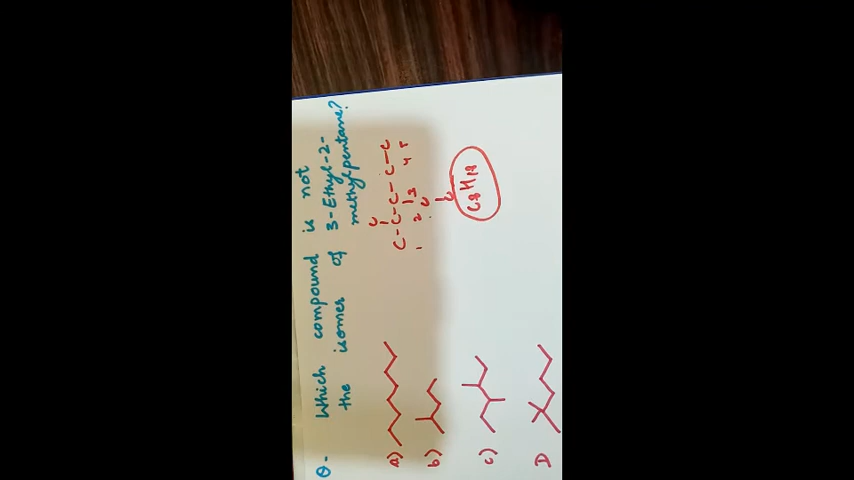 Q- Which compound is not
the isomer of 3-Ethyl-2-
methylpentane?
C
C-C-C-C-C
1 2 3 4 5
C
C
C8H18
a)
b)
c)
D